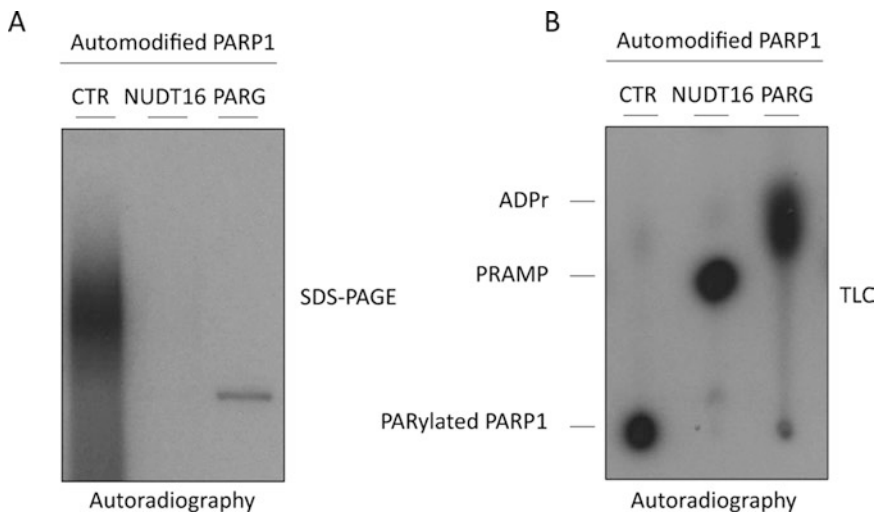 A
Automodified PARP1
CTR NUDT16 PARG
SDS-PAGE
Autoradiography
B
Automodified PARP1
CTR NUDT16 PARG
ADPr
PRAMP
PARylated PARP1
TLC
Autoradiography